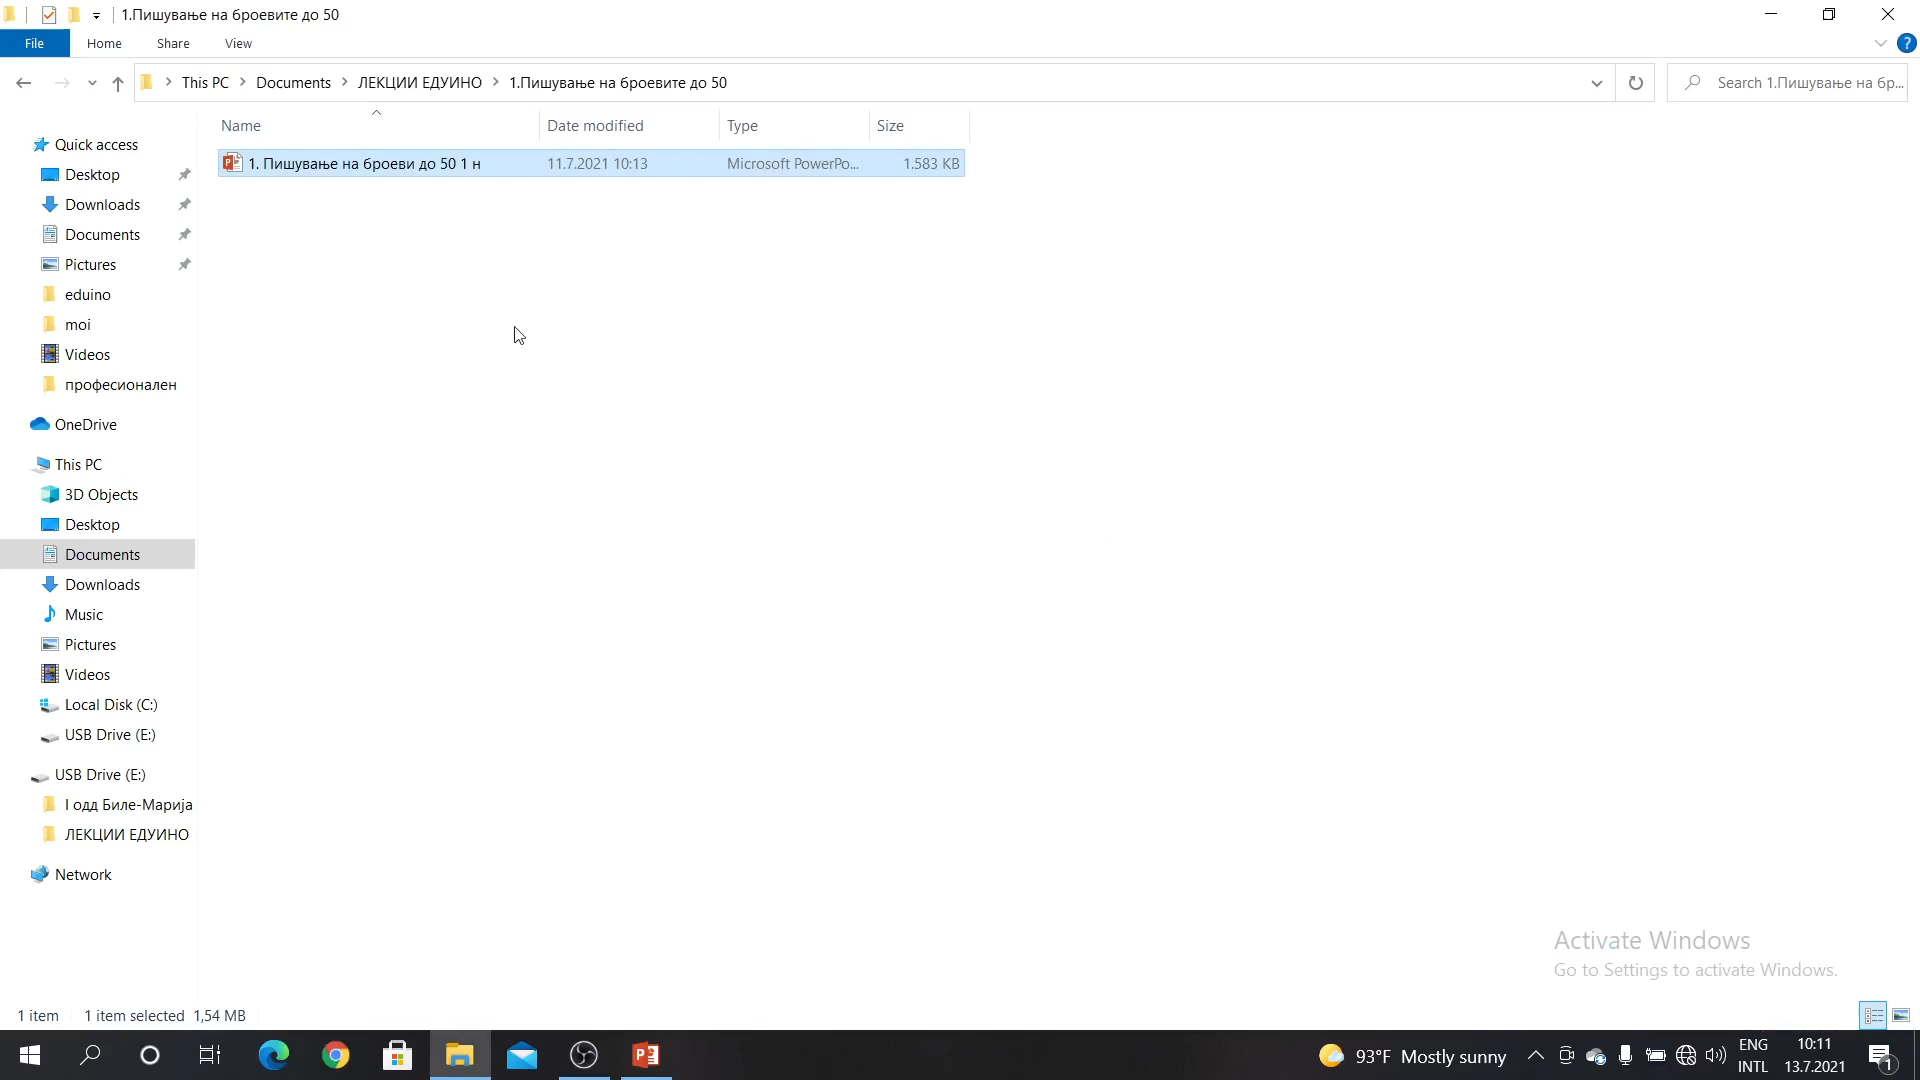 1.Пишување на броевите до 50
File Home Share View
This PC Documents ЛЕКЦИИ ЕДУИНО 1.Пишување на броевите до 50
Search 1.Пишување на бр...
Name Date modified Type Size
1. Пишување на броеви до 50 1 н 11.7.2021 10:13 Microsoft PowerPo... 1.583 KB
Quick access
Desktop
Downloads
Documents
Pictures
eduino
moi
Videos
професионален
OneDrive
This PC
3D Objects
Desktop
Documents
Downloads
Music
Pictures
Videos
Local Disk (C:)
USB Drive (E:)
USB Drive (E:)
I одд Биле-Марија
ЛЕКЦИИ ЕДУИНО
Network
Activate Windows
Go to Settings to activate Windows.
1 item 1 item selected 1,54 MB
93°F Mostly sunny
ENG
INTL
10:11
13.7.2021
1